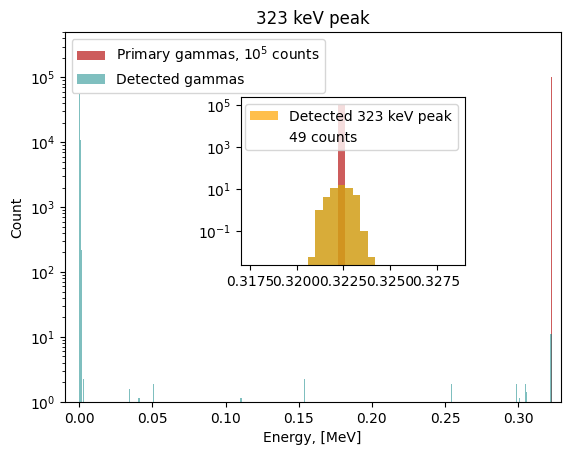 323 keV peak
Primary gammas, 10^5 counts
Detected gammas
Detected 323 keV peak
49 counts
10^5
10^4
10^3
10^2
10^1
10^0
Count
10^5
10^3
10^1
10^-1
0.3175 0.3200 0.3225 0.3250 0.3275
0.00 0.05 0.10 0.15 0.20 0.25 0.30
Energy, [MeV]